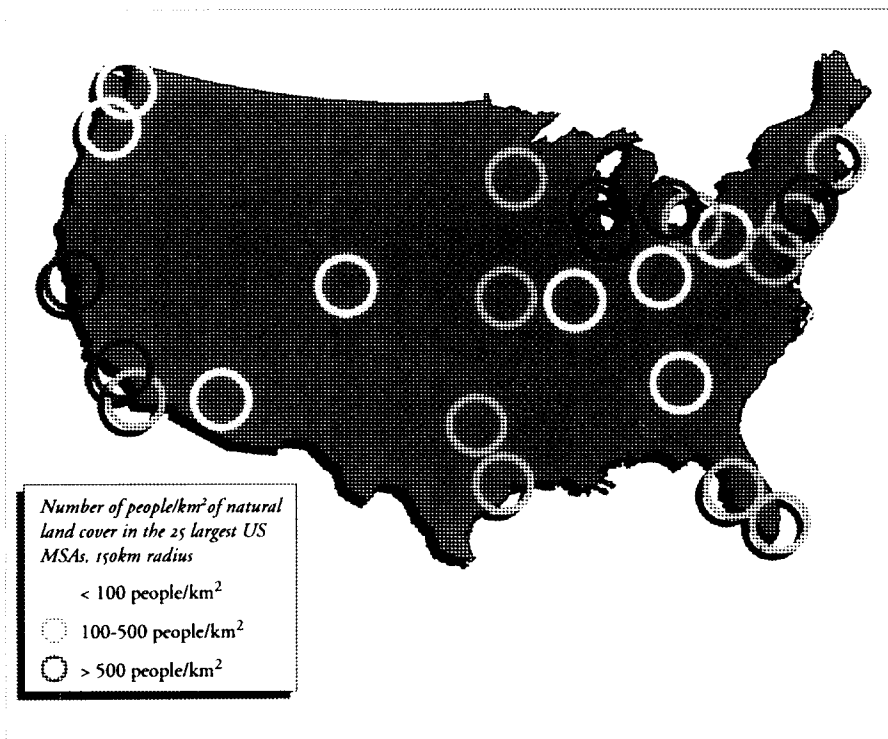 Number of people/km² of natural
land cover in the 25 largest US
MSAs, 150km radius
< 100 people/km²
100-500 people/km²
> 500 people/km²